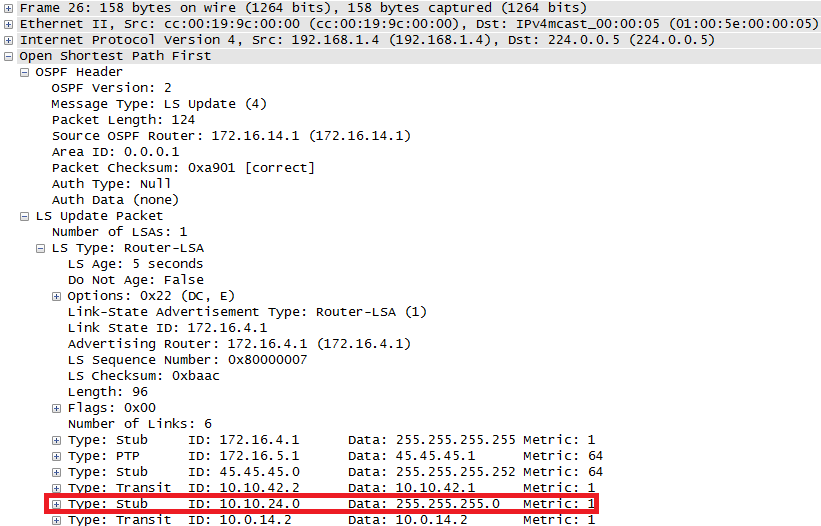 Frame 26: 158 bytes on wire (1264 bits), 158 bytes captured (1264 bits)
Ethernet II, Src: cc:00:19:9c:00:00 (cc:00:19:9c:00:00), Dst: IPv4mcast_00:00:05 (01:00:5e:00:00:05)
Internet Protocol Version 4, Src: 192.168.1.4 (192.168.1.4), Dst: 224.0.0.5 (224.0.0.5)
Open Shortest Path First
OSPF Header
OSPF Version: 2
Message Type: LS Update (4)
Packet Length: 124
Source OSPF Router: 172.16.14.1 (172.16.14.1)
Area ID: 0.0.0.1
Packet Checksum: 0xa901 [correct]
Auth Type: Null
Auth Data (none)
LS Update Packet
Number of LSAs: 1
LS Type: Router-LSA
LS Age: 5 seconds
Do Not Age: False
Options: 0x22 (DC, E)
Link-State Advertisement Type: Router-LSA (1)
Link State ID: 172.16.4.1
Advertising Router: 172.16.4.1 (172.16.4.1)
LS Sequence Number: 0x80000007
LS Checksum: 0xbaac
Length: 96
Flags: 0x00
Number of Links: 6
Type: Stub ID: 172.16.4.1 Data: 255.255.255.255 Metric: 1
Type: PTP ID: 172.16.5.1 Data: 45.45.45.1 Metric: 64
Type: Stub ID: 45.45.45.0 Data: 255.255.255.252 Metric: 64
Type: Transit ID: 10.10.42.2 Data: 10.10.42.1 Metric: 1
Type: Stub ID: 10.10.24.0 Data: 255.255.255.0 Metric: 1
Type: Transit ID: 10.0.14.2 Data: 10.0.14.2 Metric: 1